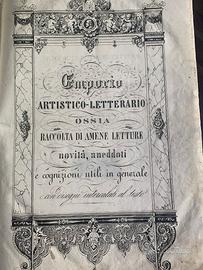 Emporio
ARTISTICO-LETTERARIO
OSSIA
RACCOLTA DI AMENE LETTURE
novità, aneddoti
e cognizioni utili in generale
con disegni intercalati al testo